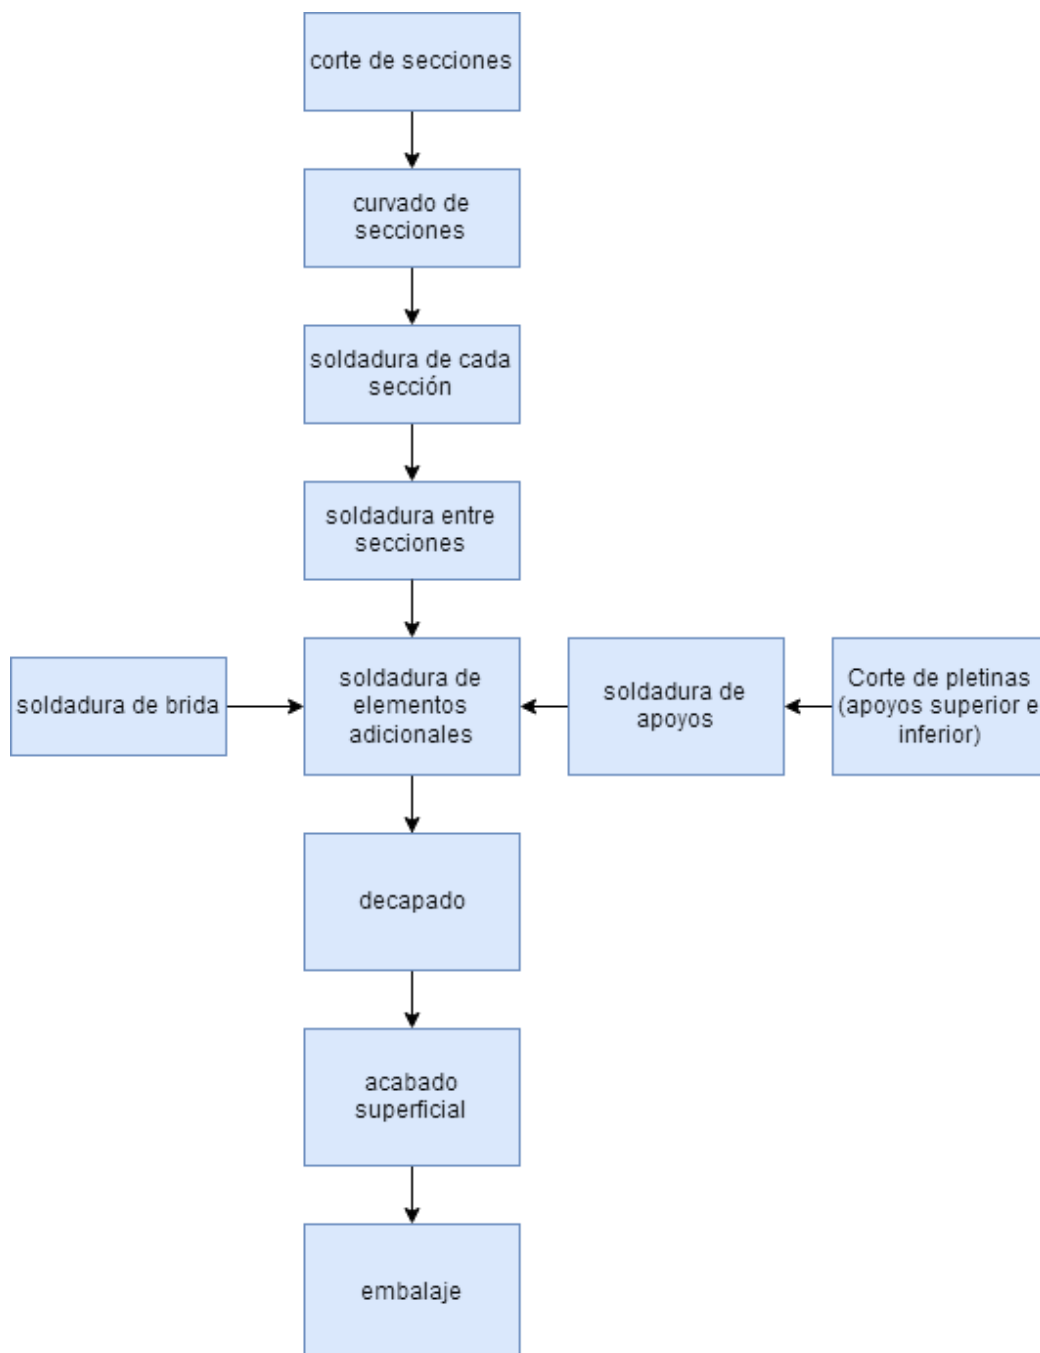 corte de secciones
curvado de
secciones
soldadura de cada
sección
soldadura entre
secciones
soldadura de brida
soldadura de
elementos
adicionales
soldadura de
apoyos
Corte de pletinas
(apoyos superior e
inferior)
decapado
acabado
superficial
embalaje